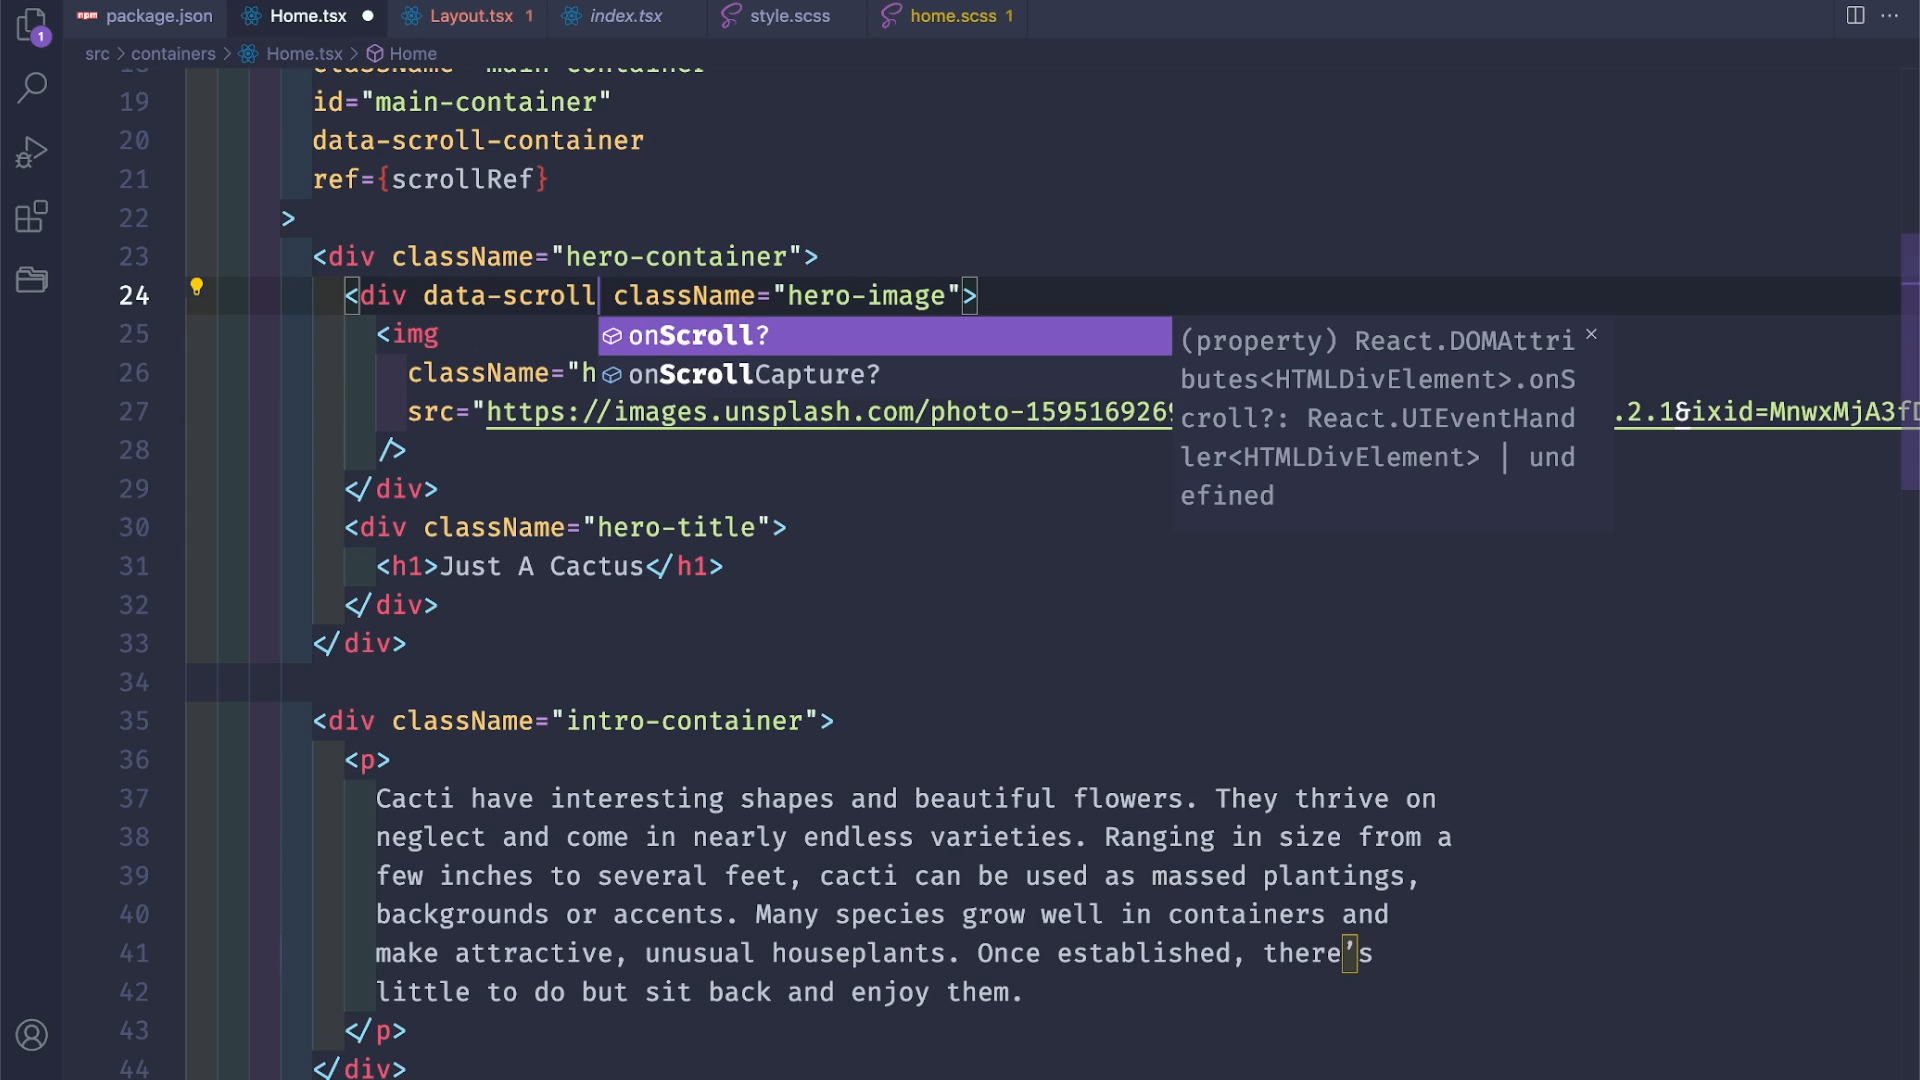 package.json Home.tsx Layout.tsx 1 index.tsx style.scss home.scss 1
1
src > containers > Home.tsx > Home
18 className="main-container"
19 id="main-container"
20 data-scroll-container
21 ref={scrollRef}
22 >
23 <div className="hero-container">
24 <div data-scroll className="hero-image">
25 <img
onScroll?
(property) React.DOMAttri
butes<HTMLDivElement>.onS
croll?: React.UIEventHand
ler<HTMLDivElement> | und
efined
26 className="h
onScrollCapture?
27 src="https://images.unsplash.com/photo-159516926 .2.1&ixid=MnwxMjA3f
28 />
29 </div>
30 <div className="hero-title">
31 <h1>Just A Cactus</h1>
32 </div>
33 </div>
34
35 <div className="intro-container">
36 <p>
37 Cacti have interesting shapes and beautiful flowers. They thrive on
38 neglect and come in nearly endless varieties. Ranging in size from a
39 few inches to several feet, cacti can be used as massed plantings,
40 backgrounds or accents. Many species grow well in containers and
41 make attractive, unusual houseplants. Once established, there’s
42 little to do but sit back and enjoy them.
43 </p>
44 </div>